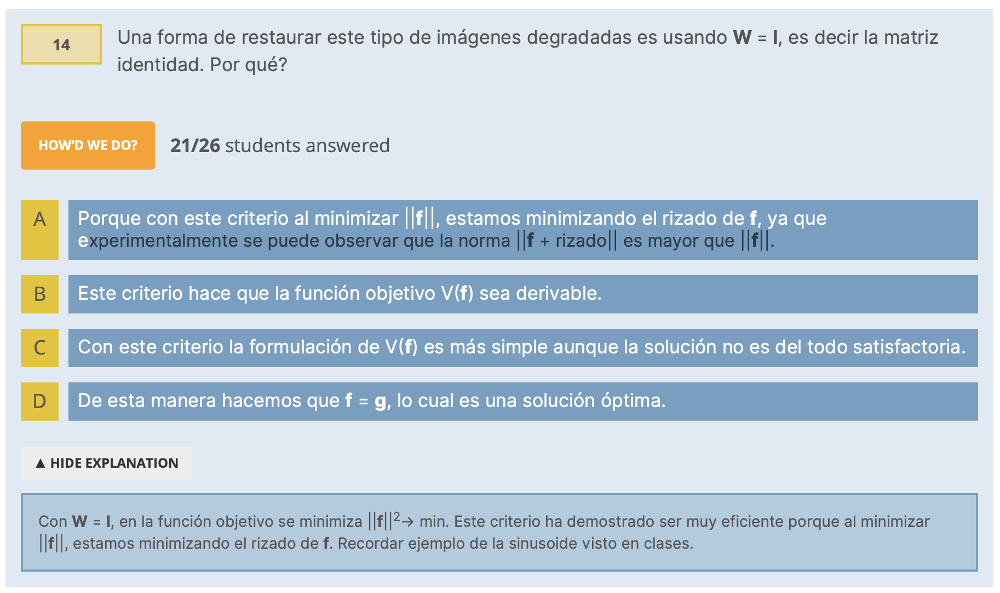 14
Una forma de restaurar este tipo de imágenes degradadas es usando W = I, es decir la matriz
identidad. Por qué?
HOW'D WE DO?
21/26 students answered
A
Porque con este criterio al minimizar ||f||, estamos minimizando el rizado de f, ya que
experimentalmente se puede observar que la norma ||f + rizado|| es mayor que ||f||.
B
Este criterio hace que la función objetivo V(f) sea derivable.
C
Con este criterio la formulación de V(f) es más simple aunque la solución no es del todo satisfactoria.
D
De esta manera hacemos que f = g, lo cual es una solución óptima.
▲ HIDE EXPLANATION
Con W = I, en la función objetivo se minimiza ||f||²→ min. Este criterio ha demostrado ser muy eficiente porque al minimizar
||f||, estamos minimizando el rizado de f. Recordar ejemplo de la sinusoide visto en clases.